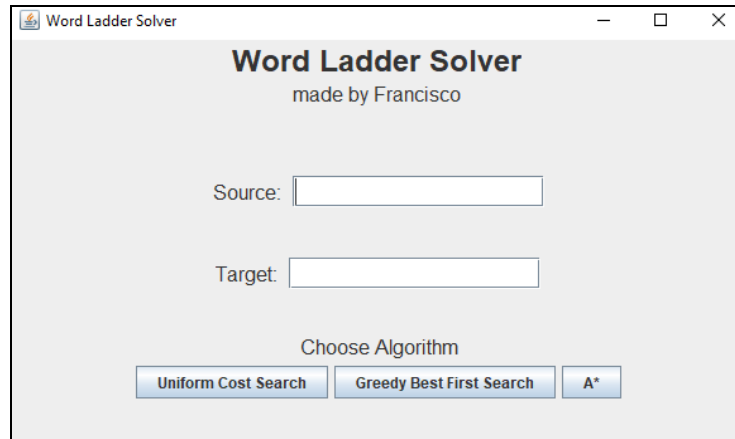 Word Ladder Solver
Word Ladder Solver
made by Francisco
Source:
Target:
Choose Algorithm
Uniform Cost Search Greedy Best First Search A*